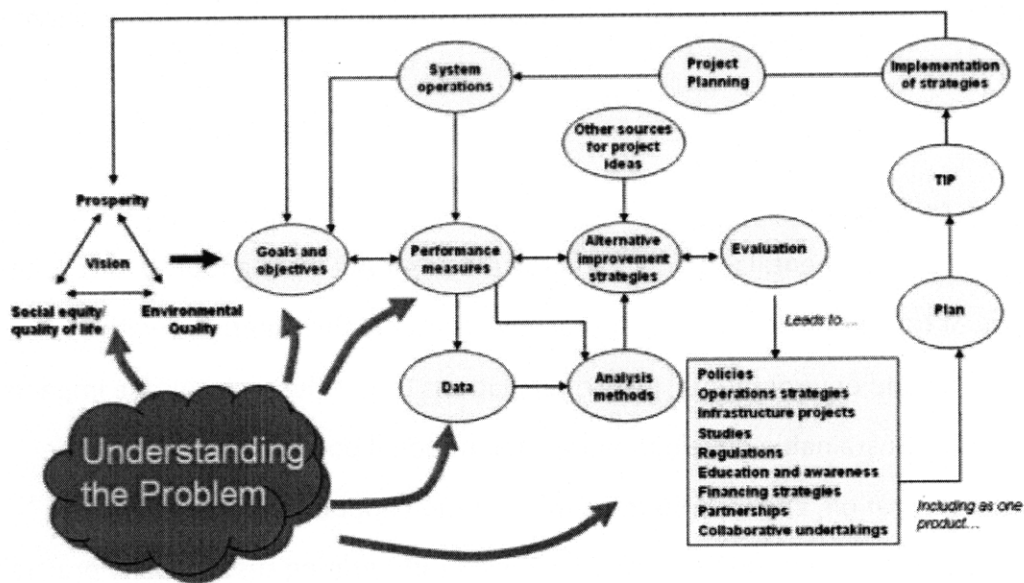 System
operations
Project
Planning
Implementation
of strategies
Other sources
for project
ideas
TIP
Prosperity
Vision
Social equity/
quality of life
Environmental
Quality
Goals and
objectives
Performance
measures
Alternative
improvement
strategies
Evaluation
Plan
Leads to....
Data
Analysis
methods
Policies
Operations strategies
Infrastructure projects
Studies
Regulations
Education and awareness
Financing strategies
Partnerships
Collaborative undertakings
Including as one
product...
Understanding
the Problem